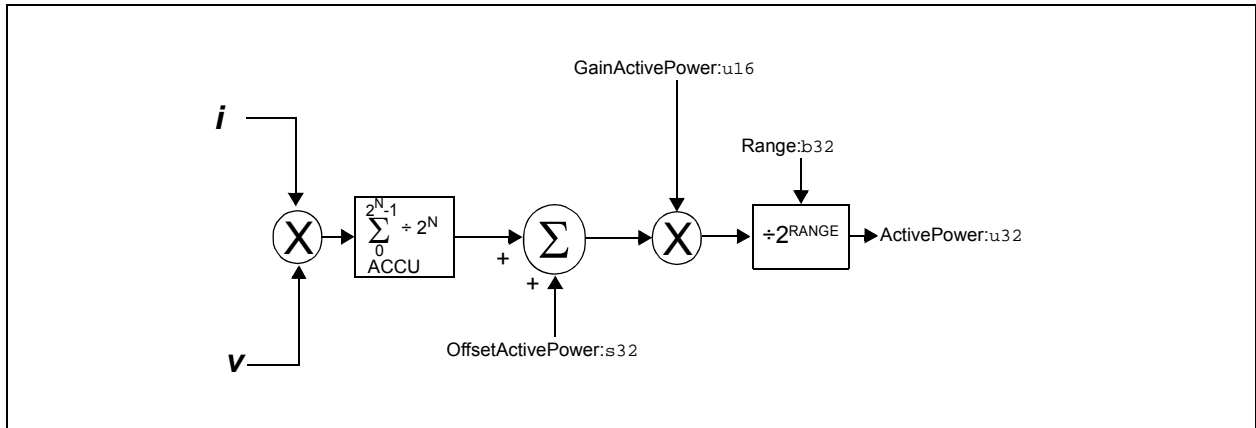 GainActivePower:u16
i
Range:b32
X
2^N-1
∑ ÷ 2^N
0
ACCU
+
+
Σ
X
÷2^RANGE
ActivePower:u32
OffsetActivePower:s32
v